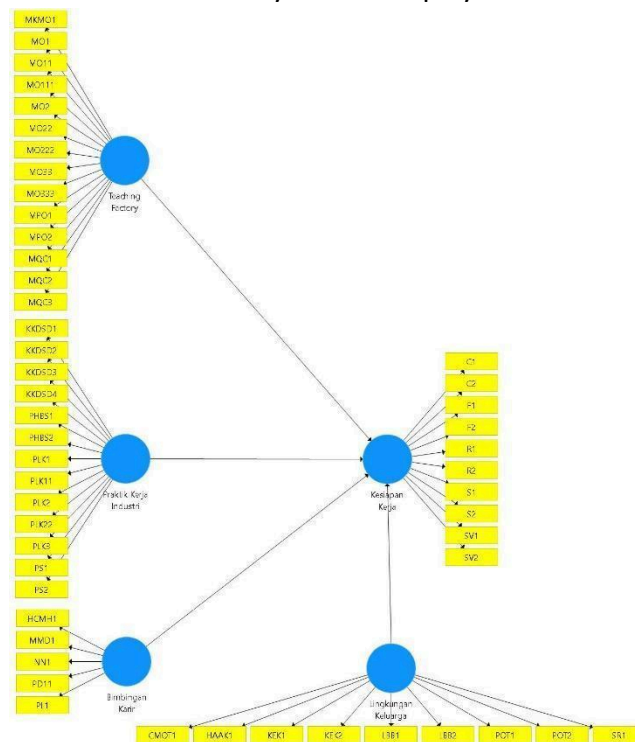 MKMO1
MO1
MO11
MO111
MO2
MO22
MO222
MO33
MO333
MPO1
MPO2
MQC1
MQC2
MQC3
Teaching
Factory
KKDSD1
KKDSD2
KKDSD3
KKDSD4
PHBS1
PHBS2
PLK1
PLK11
PLK2
PLK22
PLK3
PS1
PS2
Praktik Kerja
Industri
C1
C2
F1
F2
R1
R2
S1
S2
SV1
SV2
Kesiapan
Kerja
HCMH1
MMD1
NN1
PD11
PL1
Bimbingan
Karir
Lingkungan
Keluarga
CMOT1
HAAK1
KEK1
KEK2
LBB1
LBB2
POT1
POT2
SR1